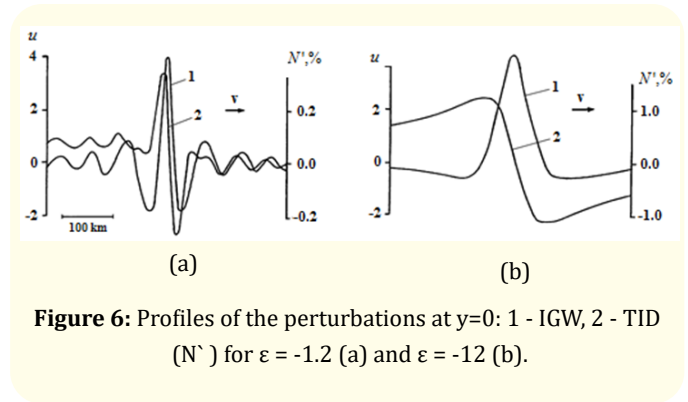 u
4
2
0
-2
100 km
1
2
v
N',%
0.2
0.0
-0.2
(a)
u
2
0
-2
1
2
v
N',%
1.0
0.0
-1.0
(b)
Figure 6: Profiles of the perturbations at y=0: 1 - IGW, 2 - TID
(N` ) for ε = -1.2 (a) and ε = -12 (b).